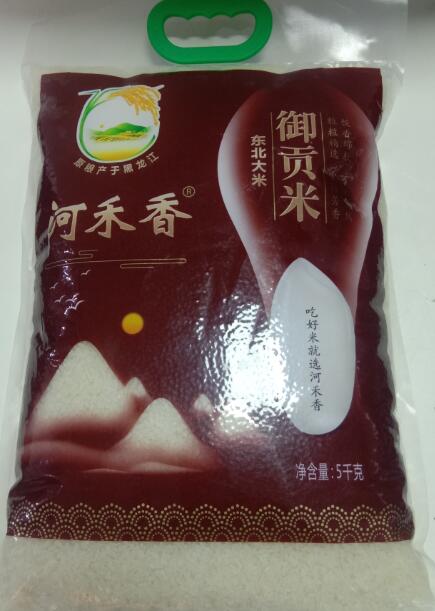 原粮产于黑龙江
河禾香®
御贡米
东北大米
吃好米就选河禾香
净含量:5千克